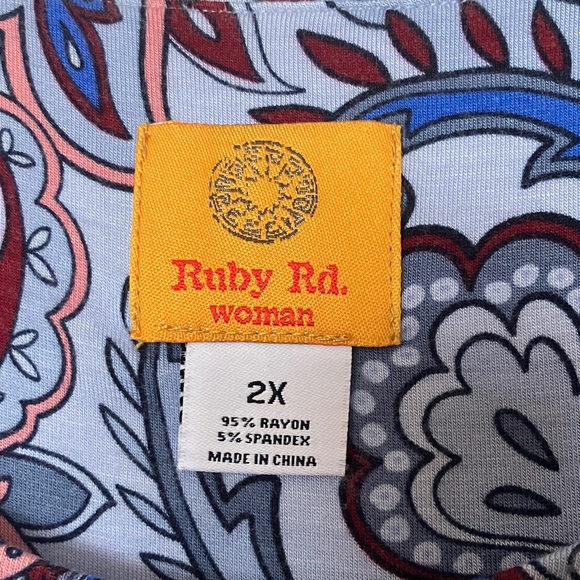 Ruby Rd.
woman
2X
95% RAYON
5% SPANDEX
MADE IN CHINA